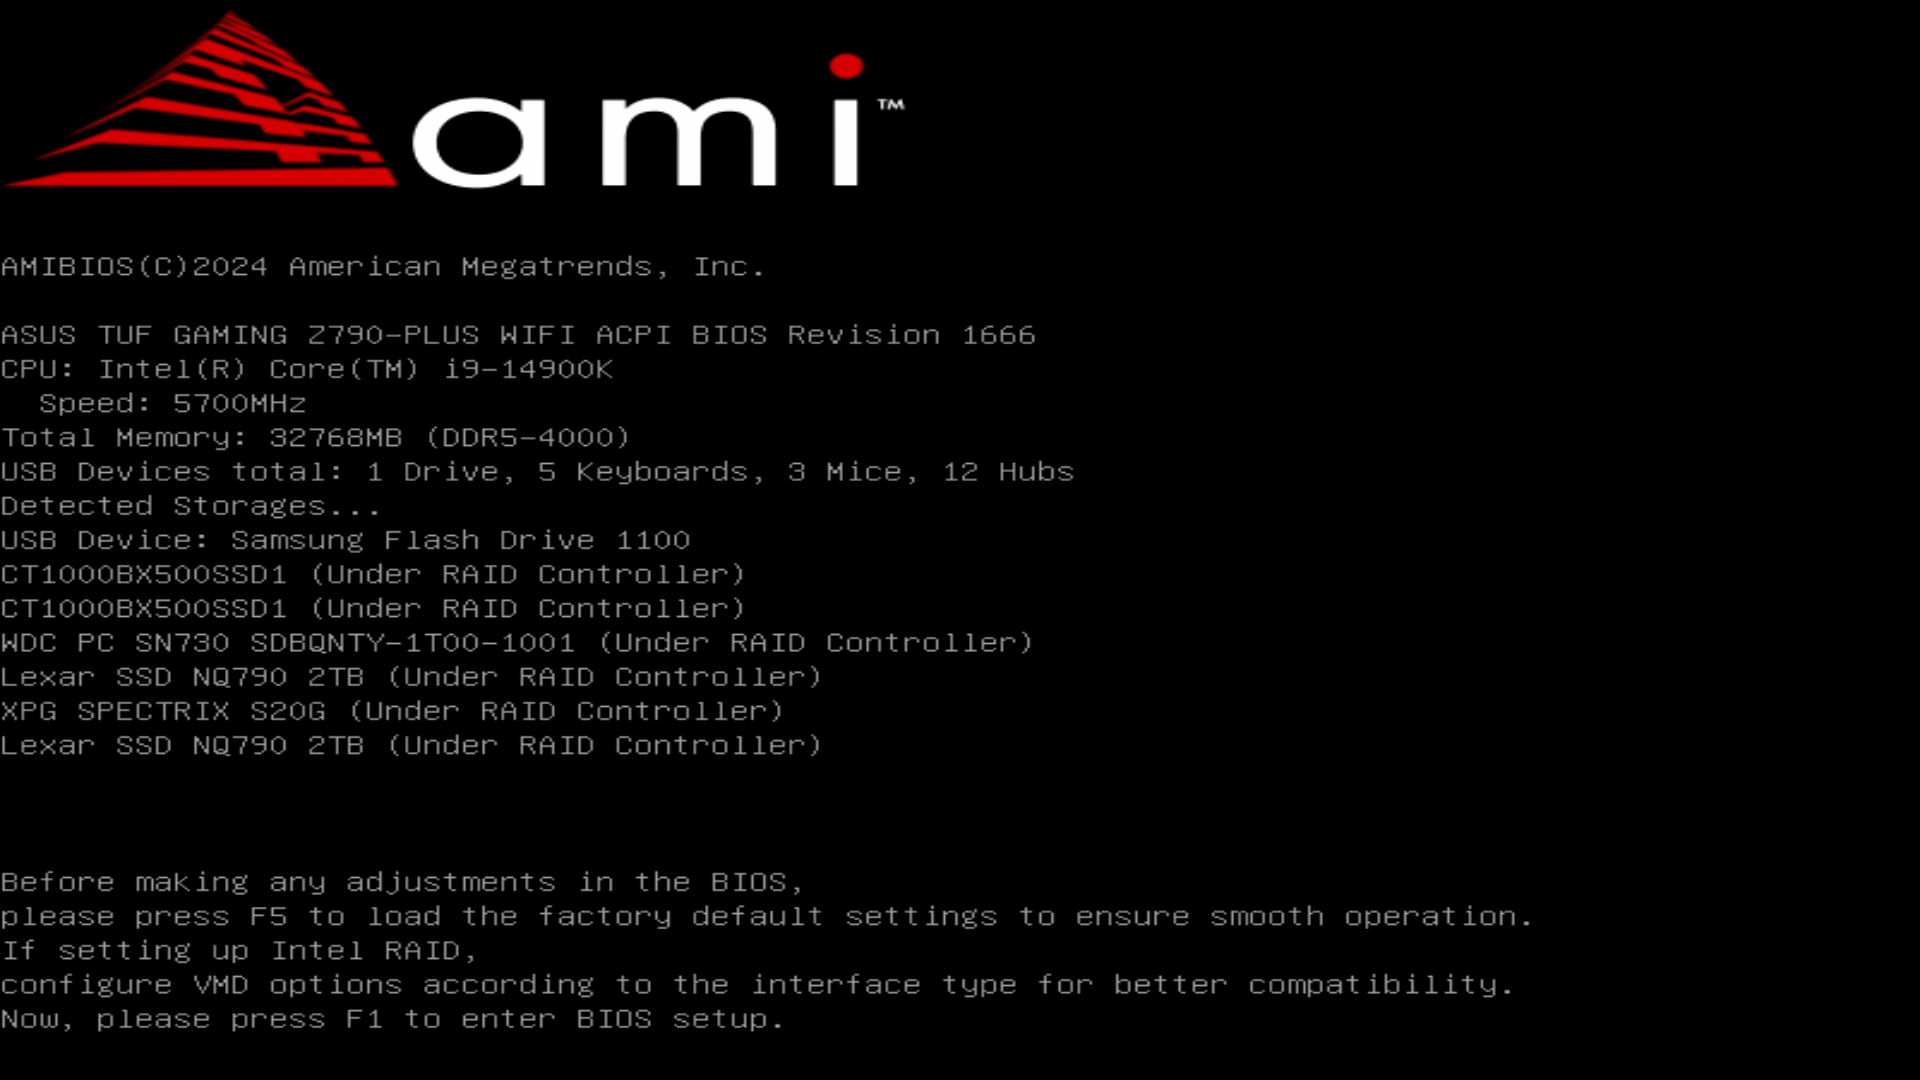 ami™
AMIBIOS(C)2024 American Megatrends, Inc.
ASUS TUF GAMING Z790-PLUS WIFI ACPI BIOS Revision 1666
CPU: Intel(R) Core(TM) i9-14900K
Speed: 5700MHz
Total Memory: 32768MB (DDR5-4000)
USB Devices total: 1 Drive, 5 Keyboards, 3 Mice, 12 Hubs
Detected Storages...
USB Device: Samsung Flash Drive 1100
CT1000BX500SSD1 (Under RAID Controller)
CT1000BX500SSD1 (Under RAID Controller)
WDC PC SN730 SDBQNTY-1T00-1001 (Under RAID Controller)
Lexar SSD NQ790 2TB (Under RAID Controller)
XPG SPECTRIX S20G (Under RAID Controller)
Lexar SSD NQ790 2TB (Under RAID Controller)
Before making any adjustments in the BIOS,
please press F5 to load the factory default settings to ensure smooth operation.
If setting up Intel RAID,
configure VMD options according to the interface type for better compatibility.
Now, please press F1 to enter BIOS setup.